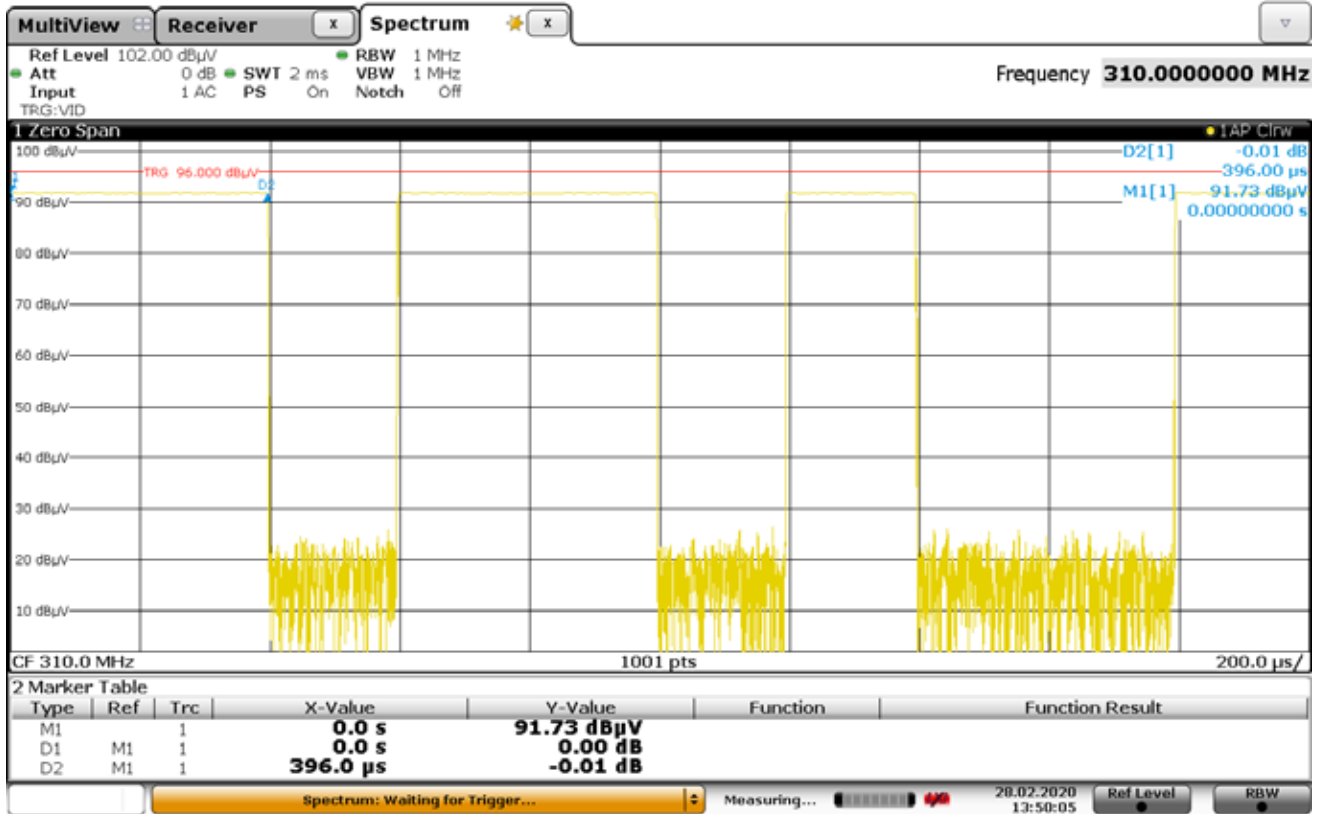 MultiView Receiver X Spectrum X
Ref Level 102.00 dBµV RBW 1 MHz
Att 0 dB SWT 2 ms VBW 1 MHz Frequency 310.0000000 MHz
Input 1 AC PS On Notch Off
TRG:VID
1 Zero Span 1AP Clrw
100 dBµV D2[1] -0.01 dB
TRG 96.000 dBµV 396.00 µs
D2
90 dBµV M1[1] 91.73 dBµV
0.00000000 s
80 dBµV
70 dBµV
60 dBµV
50 dBµV
40 dBµV
30 dBµV
20 dBµV
10 dBµV
CF 310.0 MHz 1001 pts 200.0 µs/
2 Marker Table
Type Ref Trc X-Value Y-Value Function Function Result
M1 1 0.0 s 91.73 dBµV
D1 M1 1 0.0 s 0.00 dB
D2 M1 1 396.0 µs -0.01 dB
Spectrum: Waiting for Trigger... Measuring... 28.02.2020 Ref Level RBW
13:50:05